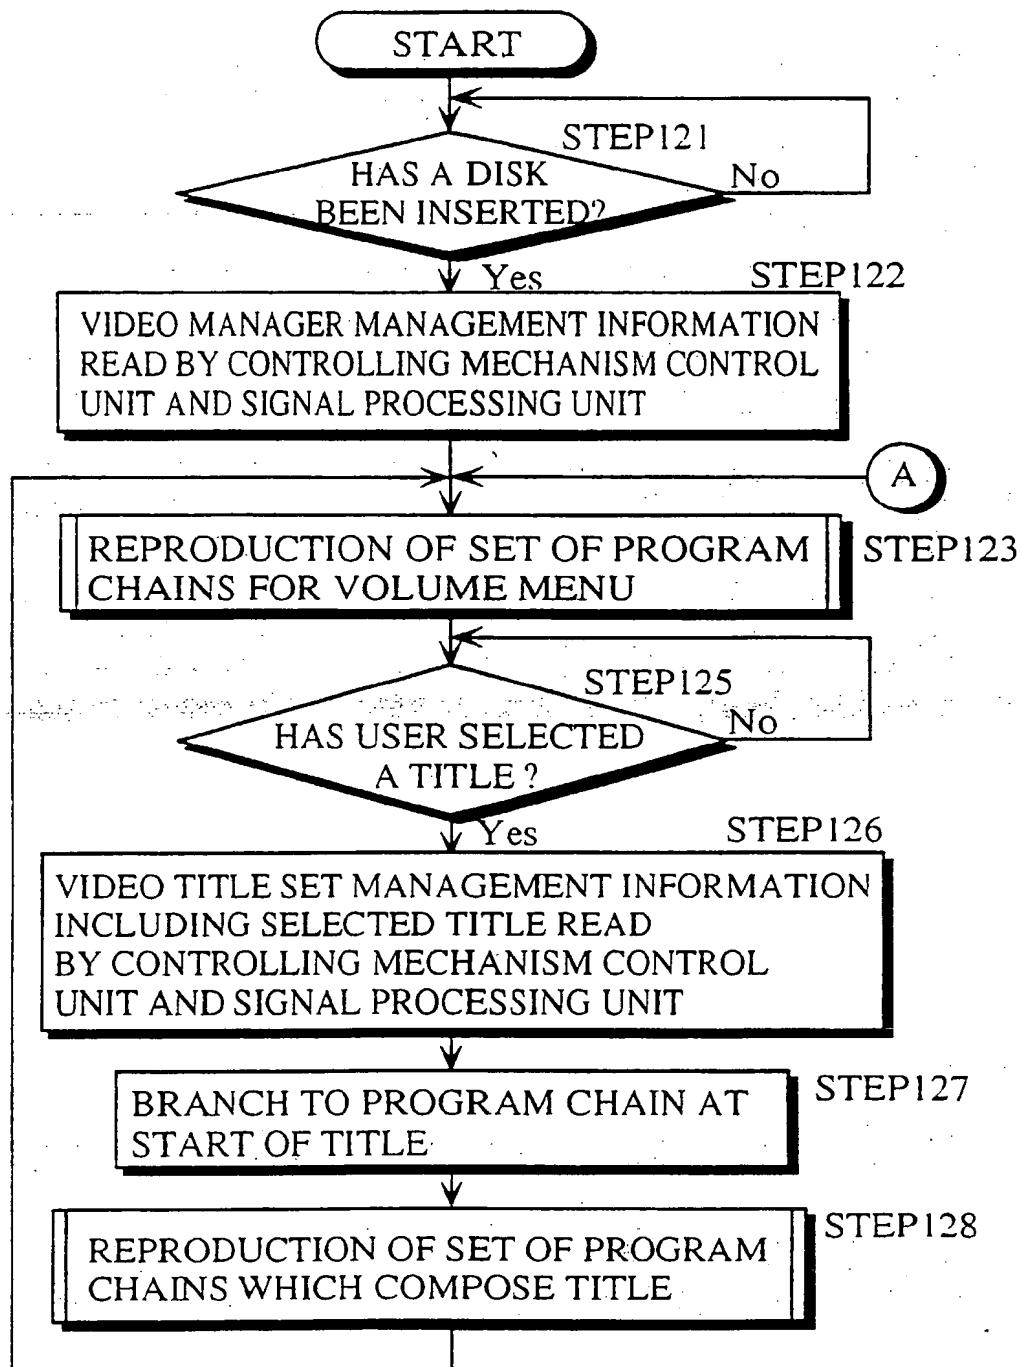 START
STEP121
HAS A DISK
BEEN INSERTED?
No
Yes
STEP122
VIDEO MANAGER MANAGEMENT INFORMATION
READ BY CONTROLLING MECHANISM CONTROL
UNIT AND SIGNAL PROCESSING UNIT
A
REPRODUCTION OF SET OF PROGRAM
CHAINS FOR VOLUME MENU
STEP123
STEP125
HAS USER SELECTED
A TITLE?
No
Yes
STEP126
VIDEO TITLE SET MANAGEMENT INFORMATION
INCLUDING SELECTED TITLE READ
BY CONTROLLING MECHANISM CONTROL
UNIT AND SIGNAL PROCESSING UNIT
STEP127
BRANCH TO PROGRAM CHAIN AT
START OF TITLE
STEP128
REPRODUCTION OF SET OF PROGRAM
CHAINS WHICH COMPOSE TITLE